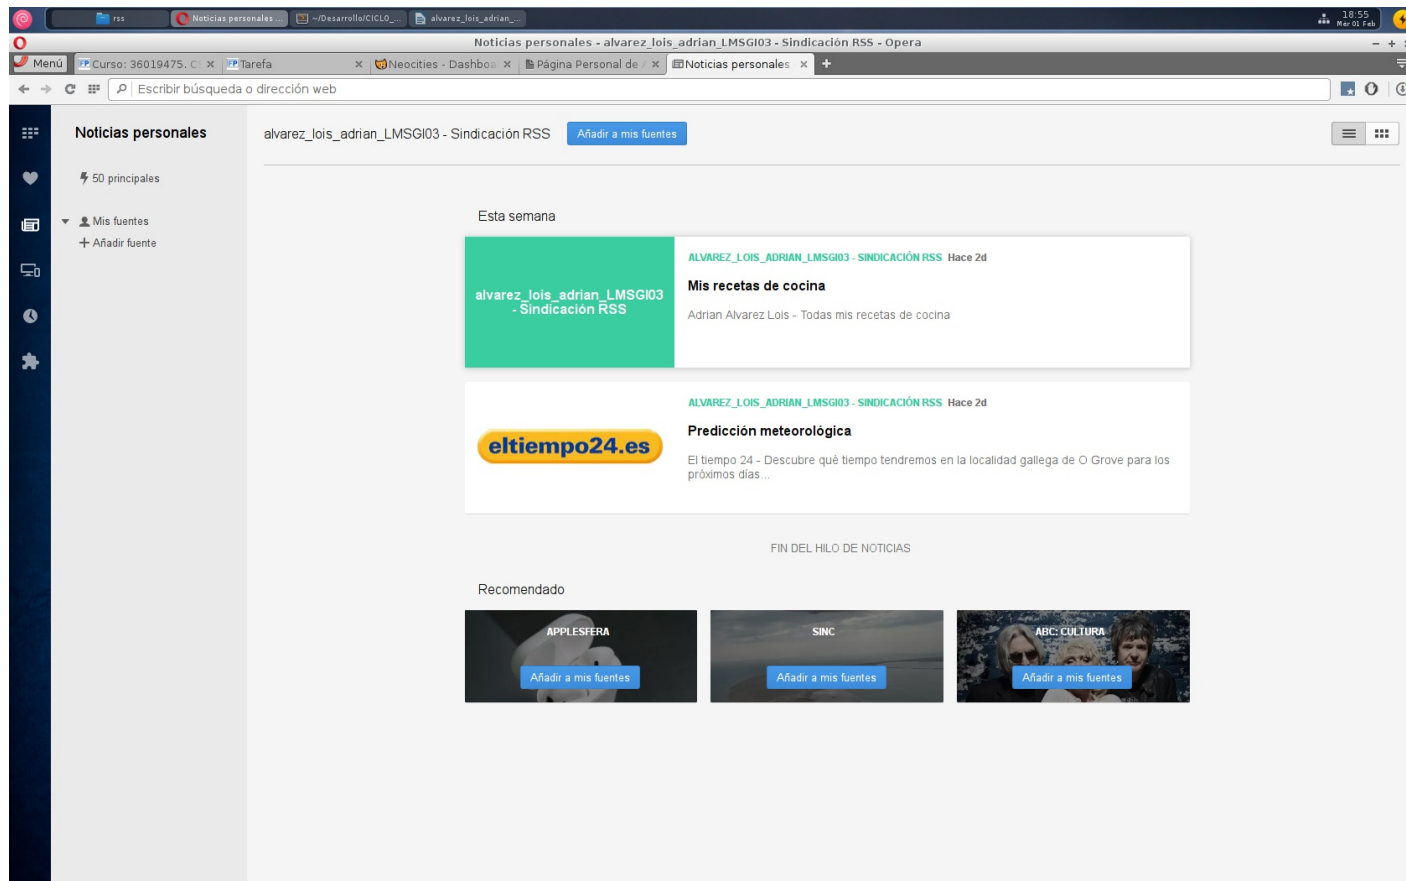 rss
Noticias personales ...
~/Desarrollo/CICLO_...
alvarez_lois_adrian_...
18:55
Mér 01 Feb
Noticias personales - alvarez_lois_adrian_LMSGI03 - Sindicación RSS - Opera
Menú
Curso: 36019475, C
Tarefa
Neocities - Dashboa
Página Personal de
Noticias personales
Escribir búsqueda o dirección web
Noticias personales
50 principales
Mis fuentes
Añadir fuente
alvarez_lois_adrian_LMSGI03 - Sindicación RSS
Añadir a mis fuentes
Esta semana
alvarez_lois_adrian_LMSGI03
- Sindicación RSS
ALVAREZ_LOIS_ADRIAN_LMSGI03 - SINDICACIÓN RSS Hace 2d
Mis recetas de cocina
Adrian Alvarez Lois - Todas mis recetas de cocina
eltiempo24.es
ALVAREZ_LOIS_ADRIAN_LMSGI03 - SINDICACIÓN RSS Hace 2d
Predicción meteorológica
El tiempo 24 - Descubre qué tiempo tendremos en la localidad gallega de O Grove para los
próximos días...
FIN DEL HILO DE NOTICIAS
Recomendado
APPLESFERA
Añadir a mis fuentes
SINC
Añadir a mis fuentes
ABC: CULTURA
Añadir a mis fuentes